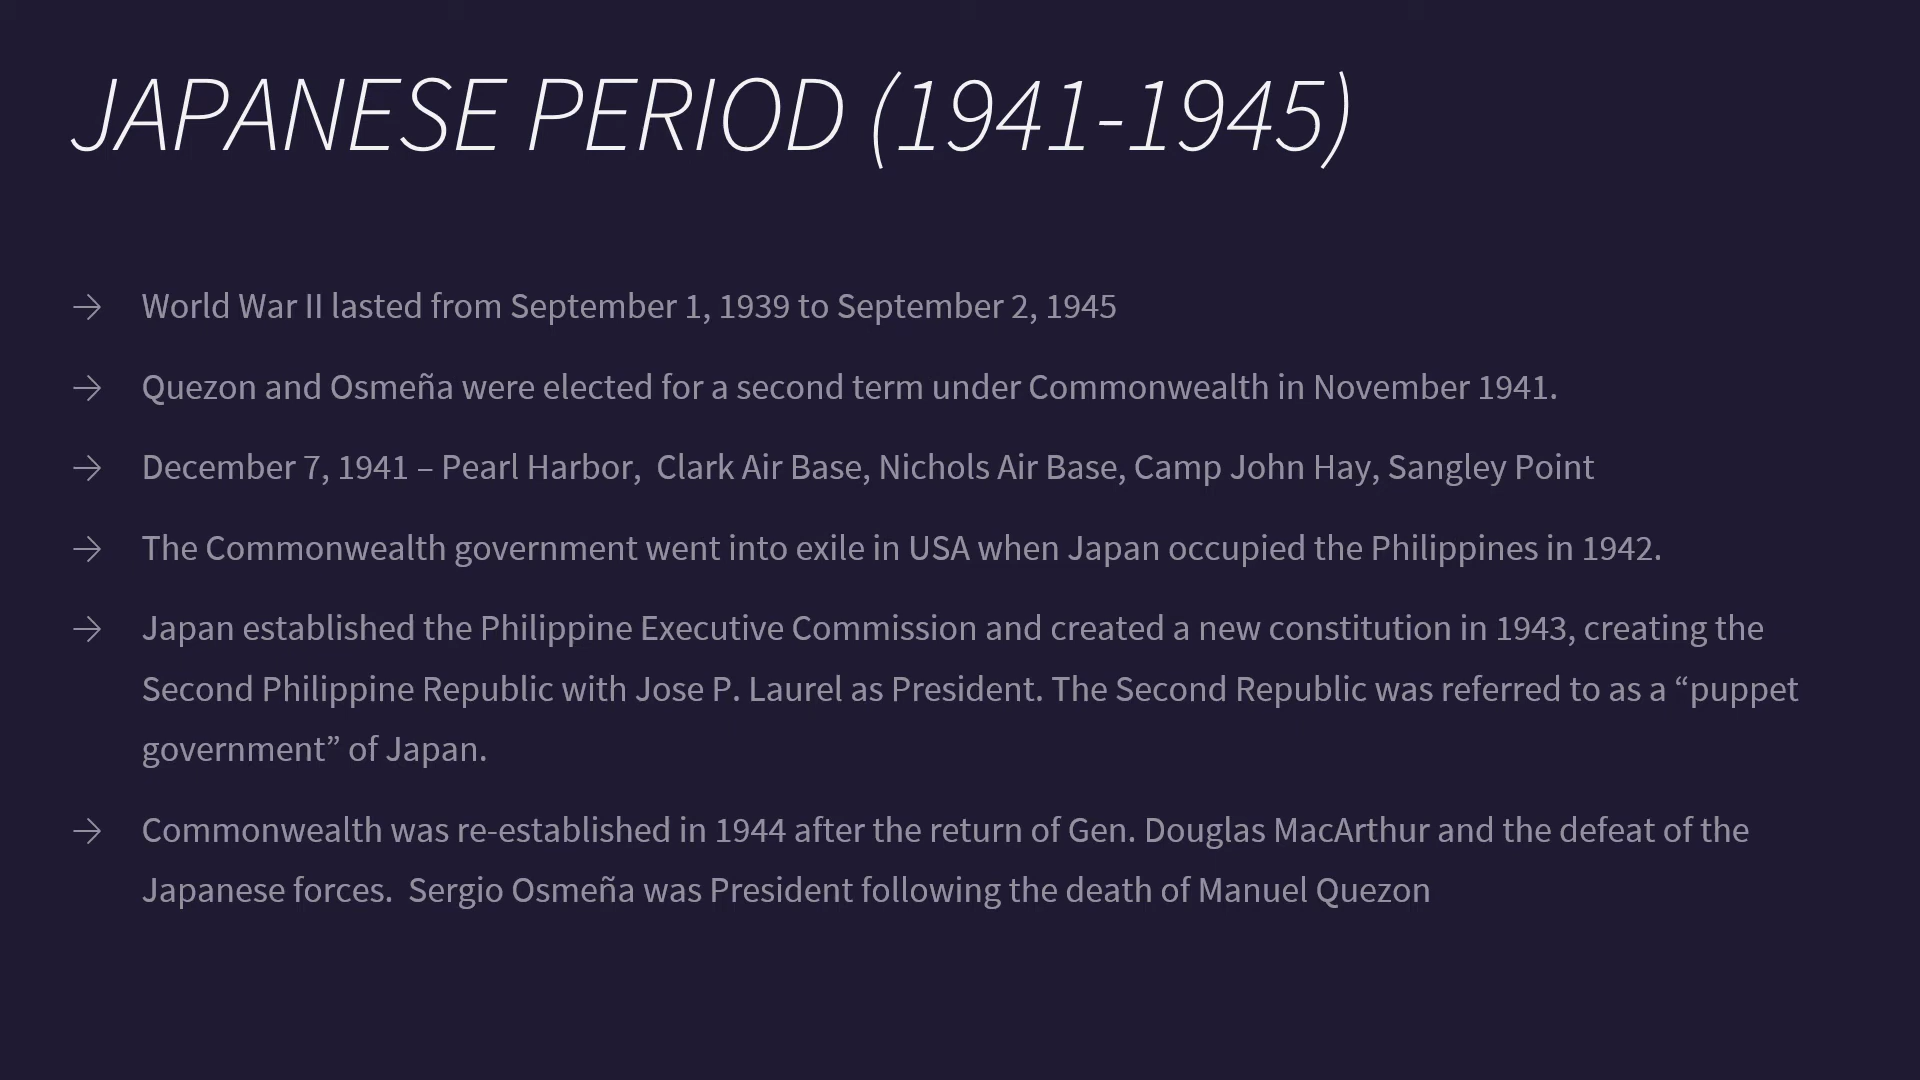 JAPANESE PERIOD (1941-1945)
→ World War II lasted from September 1, 1939 to September 2, 1945
→ Quezon and Osmeña were elected for a second term under Commonwealth in November 1941.
→ December 7, 1941 – Pearl Harbor,  Clark Air Base, Nichols Air Base, Camp John Hay, Sangley Point
→ The Commonwealth government went into exile in USA when Japan occupied the Philippines in 1942.
→ Japan established the Philippine Executive Commission and created a new constitution in 1943, creating the
Second Philippine Republic with Jose P. Laurel as President. The Second Republic was referred to as a “puppet
government” of Japan.
→ Commonwealth was re-established in 1944 after the return of Gen. Douglas MacArthur and the defeat of the
Japanese forces.  Sergio Osmeña was President following the death of Manuel Quezon